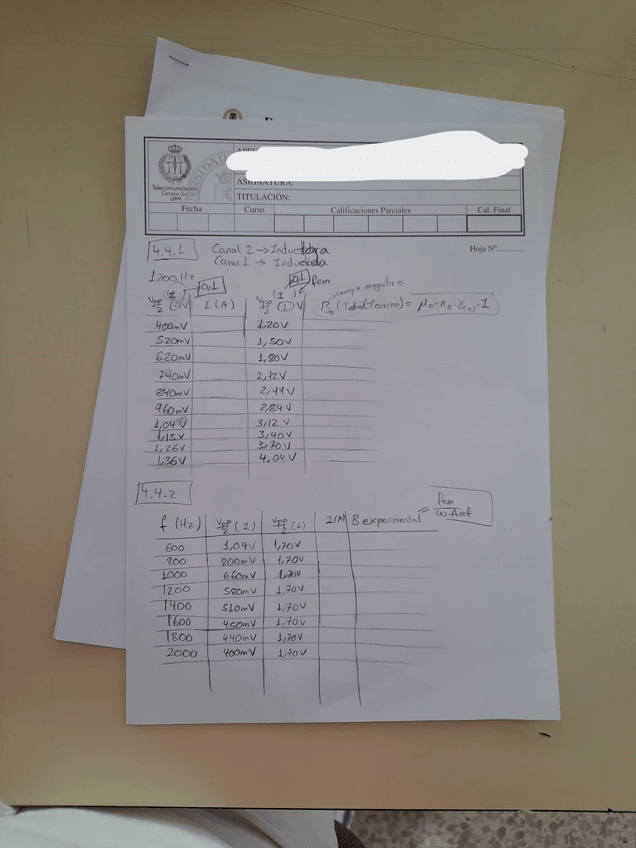 ASIGNATURA:
TITULACIÓN:
Telecomunicación
Campus Sur
UPM
Fecha Curso Calificaciones Parciales Cal. Final
Hoja Nº
4.4.1 Canal 2 → Inductora
Canal 1 → Inducida
1200 Hz
0,1 0,1 fem
campo magnético
Vpp/2 (2) V I (A) Vpp/2 (1) V
400mV 1,20V
520mV 1,50V
620mV 1,80V
740mV 2,12V
840mV 2,44V
960mV 2,84V
1,04V 3,12V
1,15V 3,40V
1,26V 3,70V
1,36V 4,04V
4.4.2
f (Hz) Vpp/2 (2) Vpp/2 (1) I(A) B experimental = fem / ω·Aref
600 1,04V 1,70V
800 800mV 1,70V
1000 660mV 1,70V
1200 580mV 1,70V
1400 510mV 1,70V
1600 450mV 1,70V
1800 440mV 1,70V
2000 400mV 1,70V